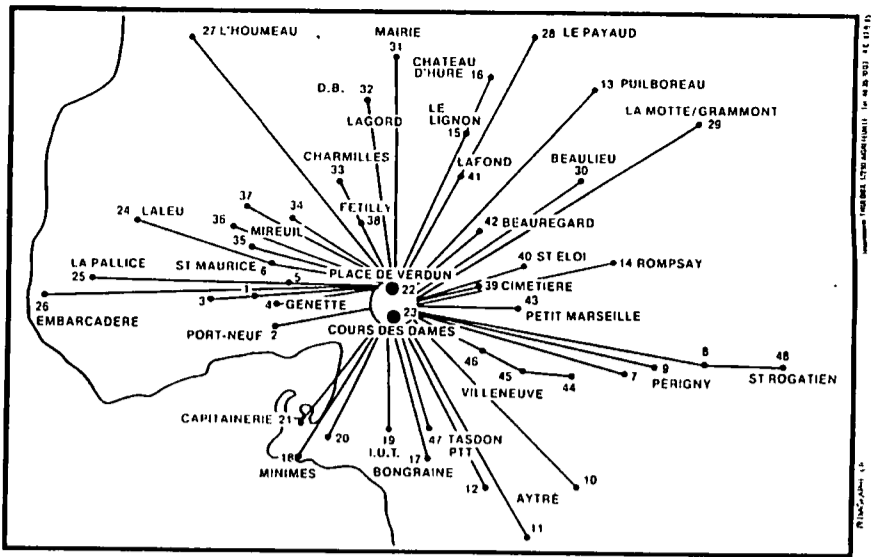 27 L'HOUMEAU
MAIRIE
31
28 LE PAYAUD
CHATEAU
D'HURE 16
13 PUILBOREAU
D.B. 32
LAGORD
LE
LIGNON
15
LA MOTTE/GRAMMONT
29
CHARMILLES
33
LAFOND
41
BEAULIEU
30
37
34
FETILLY
38
24 LALEU
36
MIREUIL
35
42 BEAUREGARD
ST MAURICE 6
40 ST ELOI
14 ROMPSAY
LA PALLICE
25
5
PLACE DE VERDUN
22
39 CIMETIERE
26
EMBARCADERE
3
1
4 GENETTE
43
PETIT MARSEILLE
23
COURS DES DAMES
PORT-NEUF 2
46
VILLENEUVE
45
44
7
9
PÉRIGNY
8
48
ST ROGATIEN
CAPITAINERIE 21
20
19
I.U.T.
47 TASDON
PTT
18
MINIMES
17
BONGRAINE
12
10
AYTRÉ
11